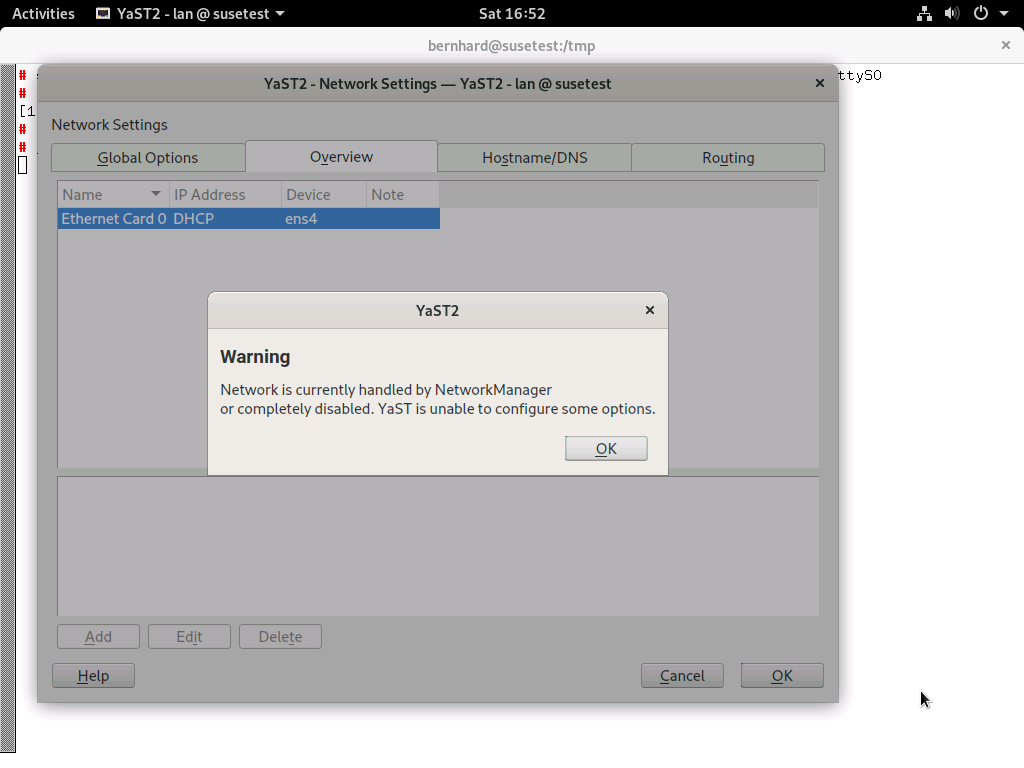 Activities YaST2 - lan @ susetest Sat 16:52
bernhard@susetest:/tmp
#
ttyS0
#
[1
#
#
YaST2 - Network Settings — YaST2 - lan @ susetest
Network Settings
Global Options Overview Hostname/DNS Routing
Name IP Address Device Note
Ethernet Card 0 DHCP ens4
YaST2
Warning
Network is currently handled by NetworkManager
or completely disabled. YaST is unable to configure some options.
OK
Add Edit Delete
Help Cancel OK